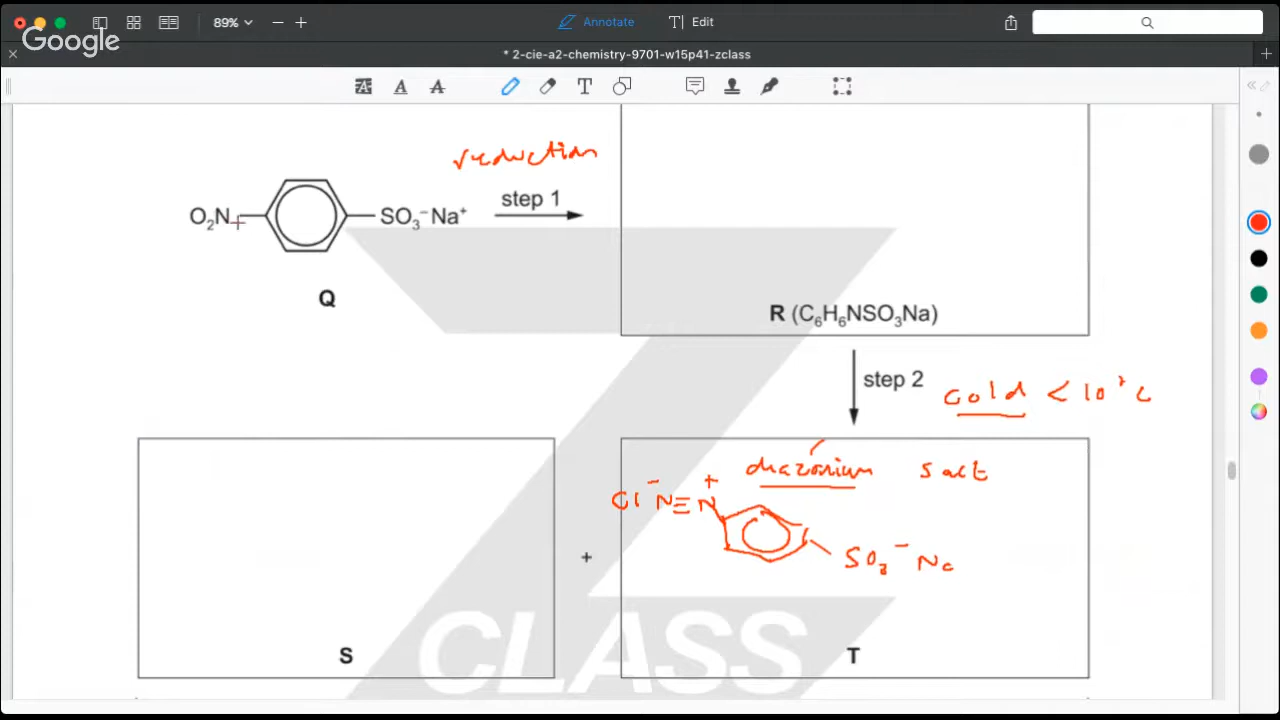 89%
Annotate
T Edit
Google
* 2-cie-a2-chemistry-9701-w15p41-zclass
reduction
O₂N
SO₃⁻Na⁺
step 1
Q
R (C₆H₆NSO₃Na)
step 2
cold < 10°C
diazonium salt
Cl⁻ N≡N⁺
SO₃⁻ Na
+
S
T
CLASS